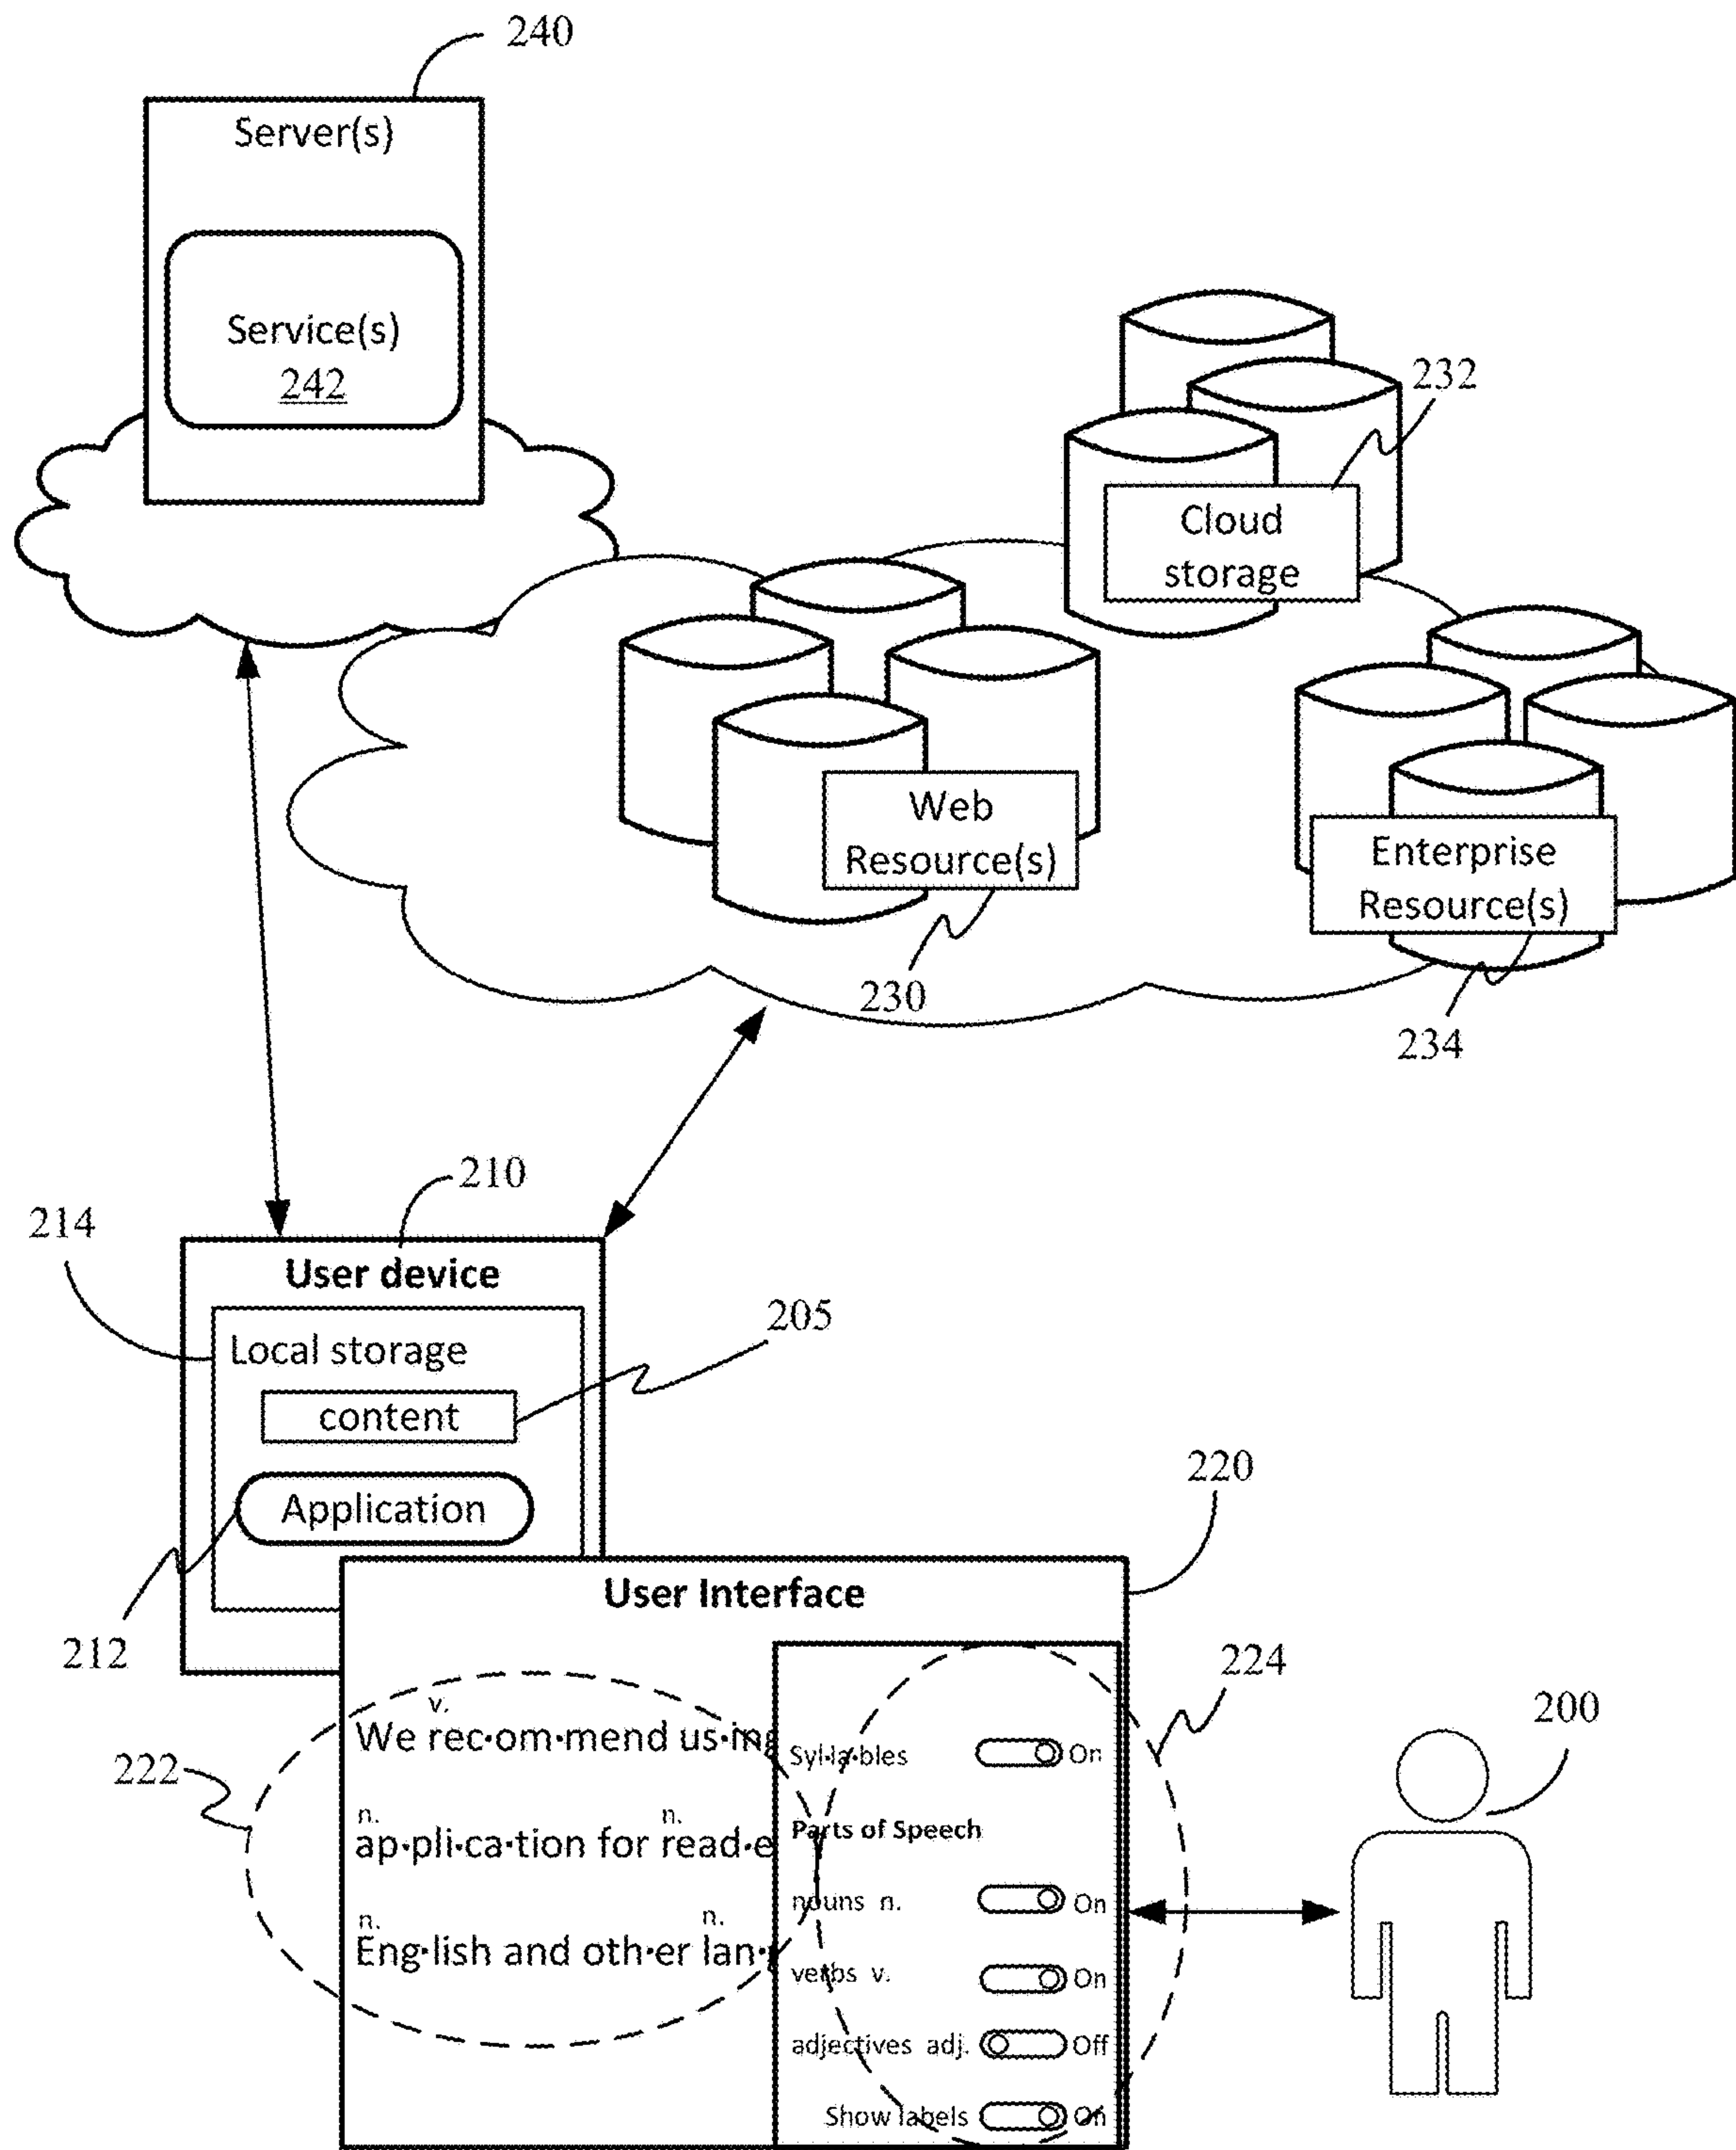 240
Server(s)
Service(s)
242
232
Cloud
storage
Web
Resource(s)
230
Enterprise
Resource(s)
234
210
214
User device
205
Local storage
content
Application
212
220
User Interface
v.
We rec·om·mend us·ing
n. n.
ap·pli·ca·tion for read·e
n. n.
Eng·lish and oth·er lan·g
222
224
Syl·la·bles On
Parts of Speech
nouns n. On
verbs v. On
adjectives adj. Off
Show labels On
200